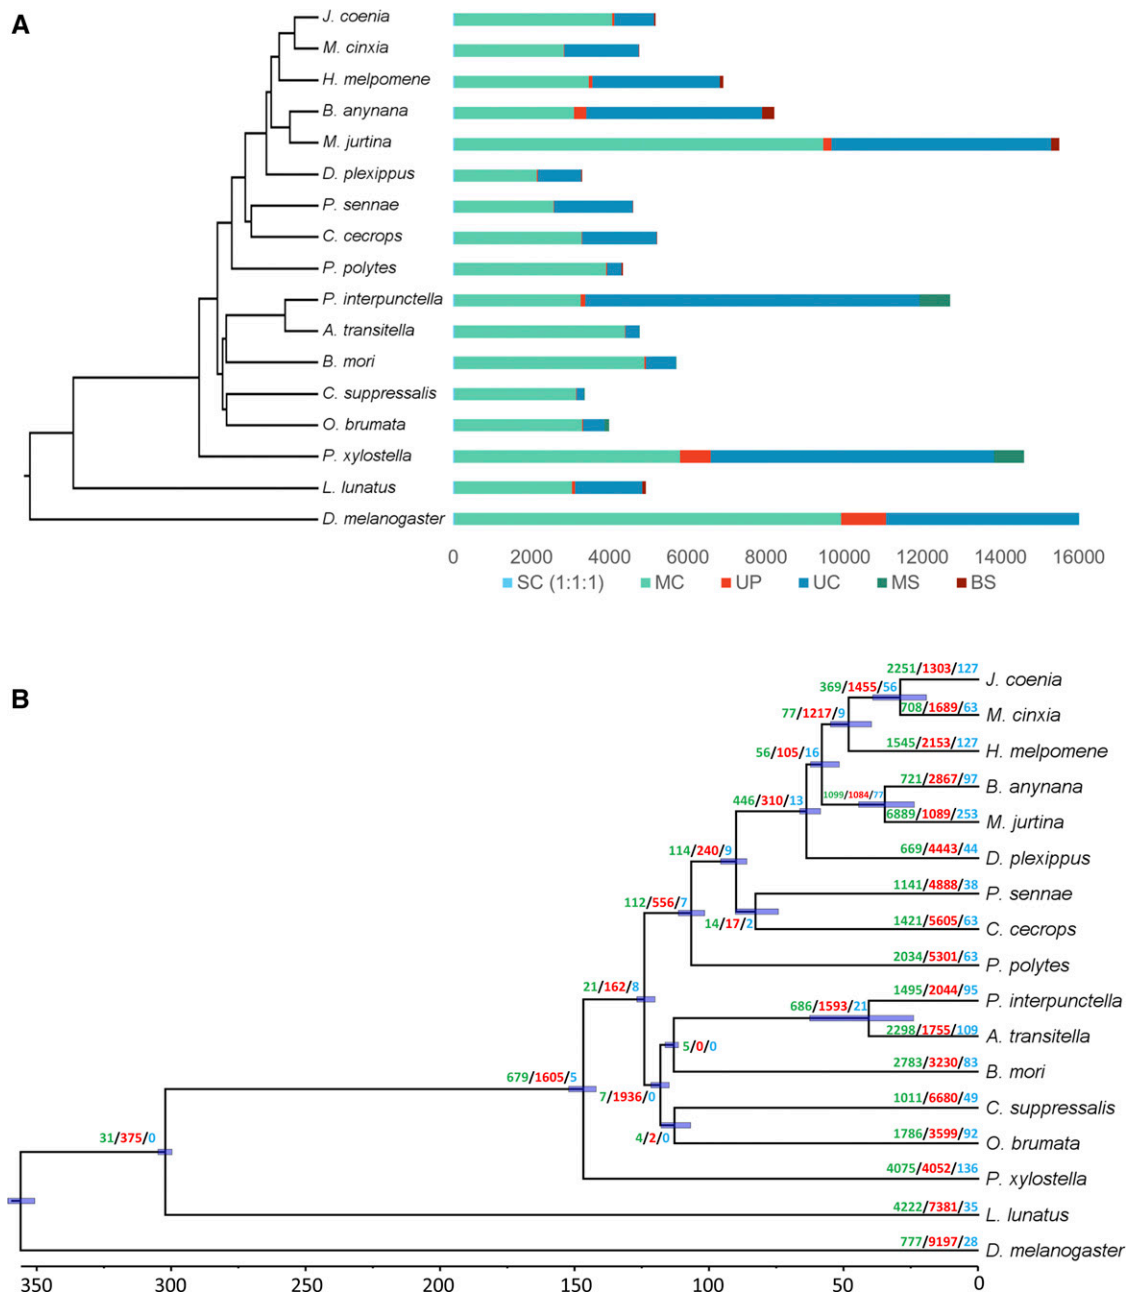 A
J. coenia
M. cinxia
H. melpomene
B. anynana
M. jurtina
D. plexippus
P. sennae
C. cecrops
P. polytes
P. interpunctella
A. transitella
B. mori
C. suppressalis
O. brumata
P. xylostella
L. lunatus
D. melanogaster
0 2000 4000 6000 8000 10000 12000 14000 16000
SC (1:1:1) MC UP UC MS BS
B
2251/1303/127 J. coenia
369/1455/56
708/1689/63 M. cinxia
77/1217/9
1545/2153/127 H. melpomene
56/105/16
721/2867/97 B. anynana
1099/1084/77
446/310/13
6889/1089/253 M. jurtina
114/240/9
669/4443/44 D. plexippus
1141/4888/38 P. sennae
112/556/7
14/17/2
1421/5605/63 C. cecrops
2034/5301/63 P. polytes
21/162/8
1495/2044/95 P. interpunctella
686/1593/21
2298/1755/109 A. transitella
5/0/0
2783/3230/83 B. mori
679/1605/5
7/1936/0
1011/6680/49 C. suppressalis
4/2/0
1786/3599/92 O. brumata
31/375/0
4075/4052/136 P. xylostella
4222/7381/35 L. lunatus
777/9197/28 D. melanogaster
350 300 250 200 150 100 50 0